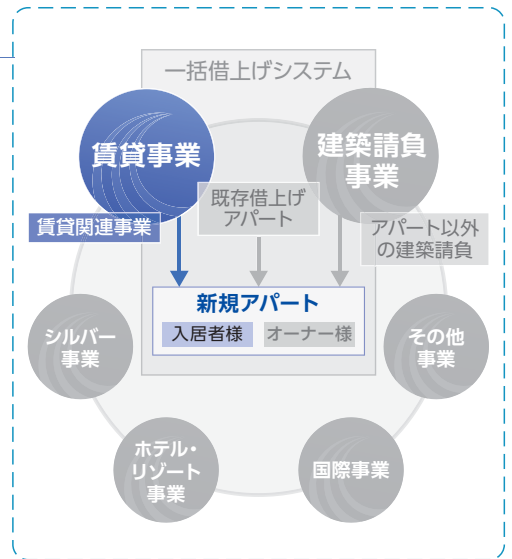 一括借上げシステム
賃貸事業
建築請負
事業
既存借上げ
アパート
賃貸関連事業
アパート以外
の建築請負
新規アパート
入居者様
オーナー様
シルバー
事業
その他
事業
ホテル・
リゾート
事業
国際事業